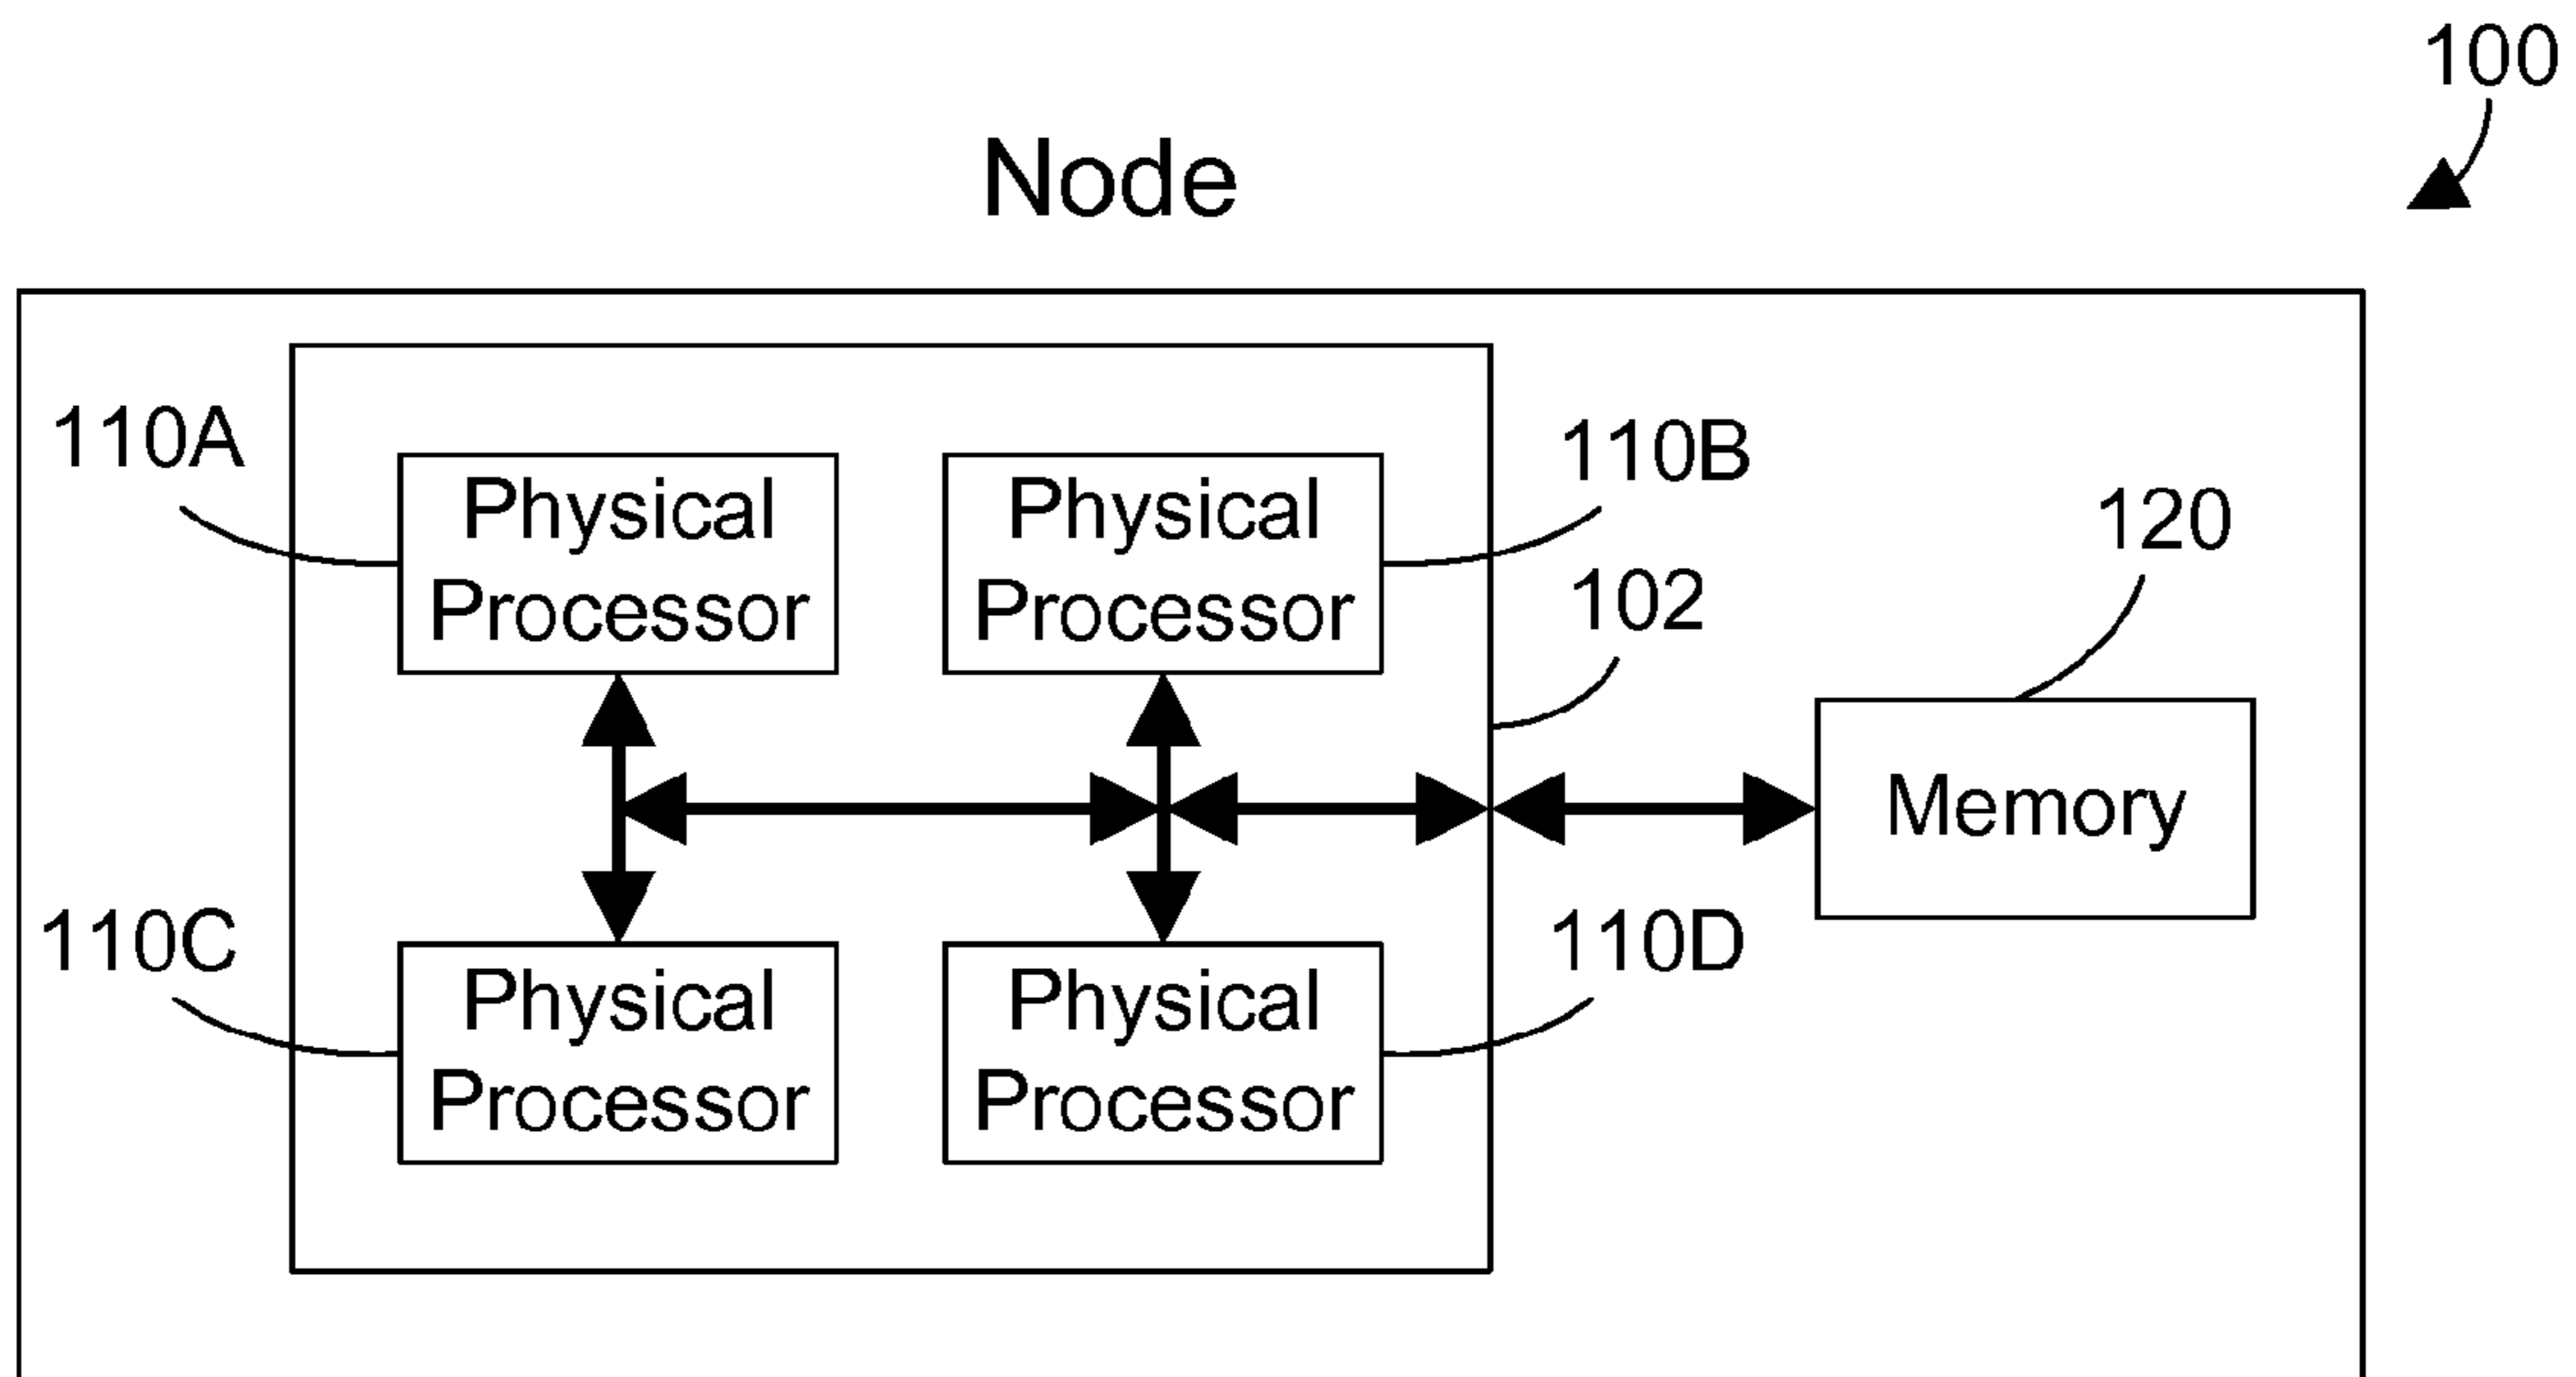 100
Node
110A
Physical
Processor
Physical
Processor
110B
102
120
Memory
110C
Physical
Processor
Physical
Processor
110D